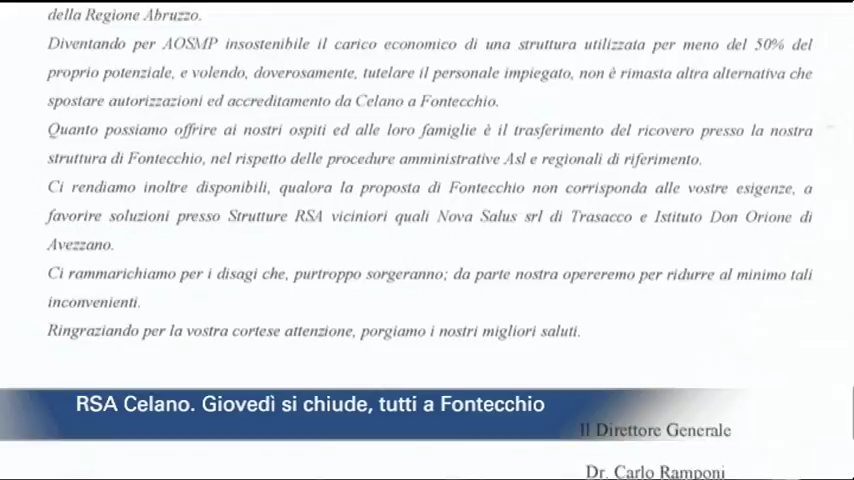 della Regione Abruzzo.
Diventando per AOSMP insostenibile il carico economico di una struttura utilizzata per meno del 50% del
proprio potenziale, e volendo, doverosamente, tutelare il personale impiegato, non è rimasta altra alternativa che
spostare autorizzazioni ed accreditamento da Celano a Fontecchio.
Quanto possiamo offrire ai nostri ospiti ed alle loro famiglie è il trasferimento del ricovero presso la nostra
struttura di Fontecchio, nel rispetto delle procedure amministrative Asl e regionali di riferimento.
Ci rendiamo inoltre disponibili, qualora la proposta di Fontecchio non corrisponda alle vostre esigenze, a
favorire soluzioni presso Strutture RSA viciniori quali Nova Salus srl di Trasacco e Istituto Don Orione di
Avezzano.
Ci rammarichiamo per i disagi che, purtroppo sorgeranno; da parte nostra opereremo per ridurre al minimo tali
inconvenienti.
Ringraziando per la vostra cortese attenzione, porgiamo i nostri migliori saluti.
RSA Celano. Giovedì si chiude, tutti a Fontecchio
Il Direttore Generale
Dr. Carlo Ramponi